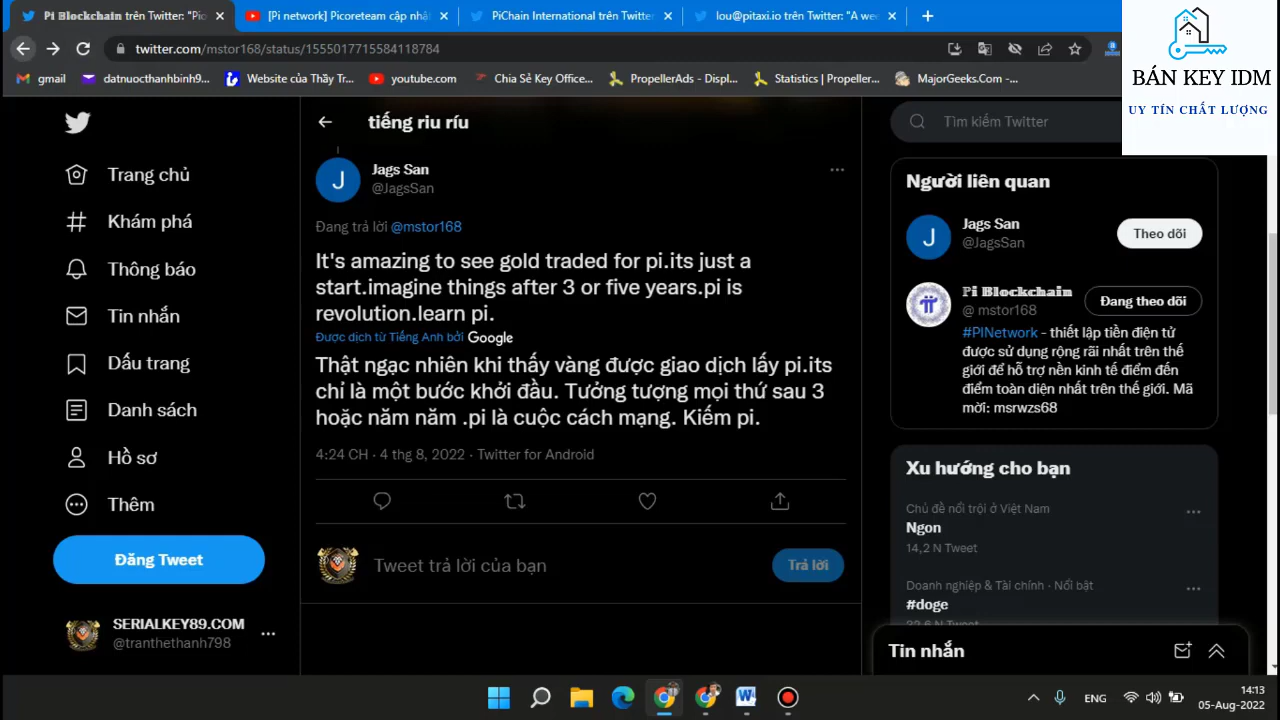 Pi Blockchain trên Twitter: "Pio
[Pi network] Picoreteam cập nhậ
PiChain International trên Twitter
lou@pitaxi.io trên Twitter: "A wee
twitter.com/mstor168/status/1555017715584118784
gmail
datnuocthanhbinh9...
Website của Thầy Tr...
youtube.com
Chia Sẻ Key Office...
PropellerAds - Displ...
Statistics | Propeller...
MajorGeeks.Com -...
BÁN KEY IDM
UY TÍN CHẤT LƯỢNG
Trang chủ
Khám phá
Thông báo
Tin nhắn
Dấu trang
Danh sách
Hồ sơ
Thêm
Đăng Tweet
SERIALKEY89.COM
@tranthethanh798
tiếng riu ríu
J
Jags San
@JagsSan
Đang trả lời @mstor168
It's amazing to see gold traded for pi.its just a
start.imagine things after 3 or five years.pi is
revolution.learn pi.
Được dịch từ Tiếng Anh bởi Google
Thật ngạc nhiên khi thấy vàng được giao dịch lấy pi.its
chỉ là một bước khởi đầu. Tưởng tượng mọi thứ sau 3
hoặc năm năm .pi là cuộc cách mạng. Kiếm pi.
4:24 CH · 4 thg 8, 2022 · Twitter for Android
Tweet trả lời của bạn
Trả lời
Tìm kiếm Twitter
Người liên quan
J
Jags San
@JagsSan
Theo dõi
Pi Blockchain
@ mstor168
Đang theo dõi
#PINetwork - thiết lập tiền điện tử
được sử dụng rộng rãi nhất trên thế
giới để hỗ trợ nền kinh tế điểm đến
điểm toàn diện nhất trên thế giới. Mã
mời: msrwzs68
Xu hướng cho bạn
Chủ đề nổi trội ở Việt Nam
Ngon
14,2 N Tweet
Doanh nghiệp & Tài chính · Nổi bật
#doge
32,6 N Tweet
Tin nhắn
ENG
14:13
05-Aug-2022